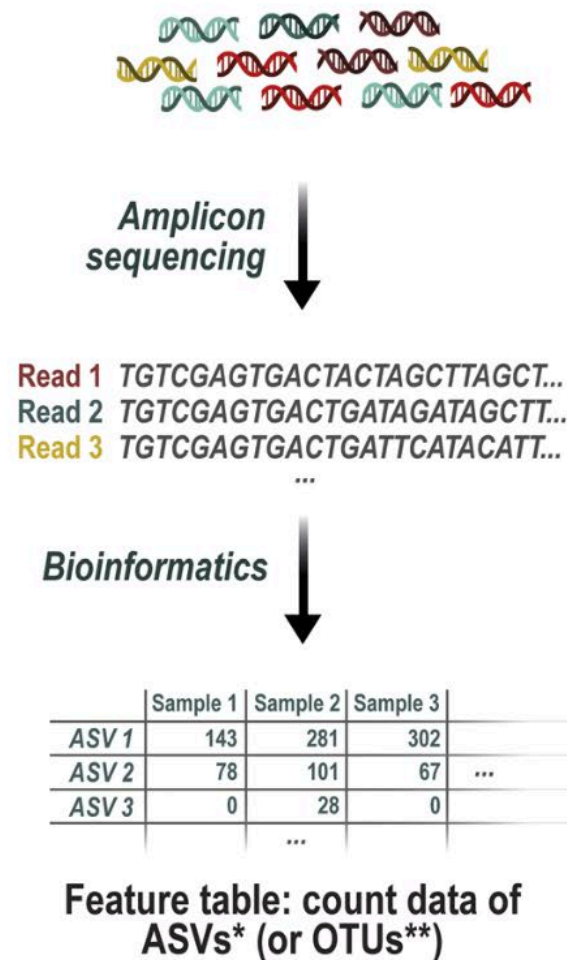 Amplicon
sequencing
Read 1 TGTCGAGTGACTACTAGCTTAGCT...
Read 2 TGTCGAGTGACTGATAGATAGCTT...
Read 3 TGTCGAGTGACTGATTCATACATT...
...
Bioinformatics
Sample 1 Sample 2 Sample 3
ASV 1 143 281 302
ASV 2 78 101 67 ...
ASV 3 0 28 0
...
Feature table: count data of
ASVs* (or OTUs**)